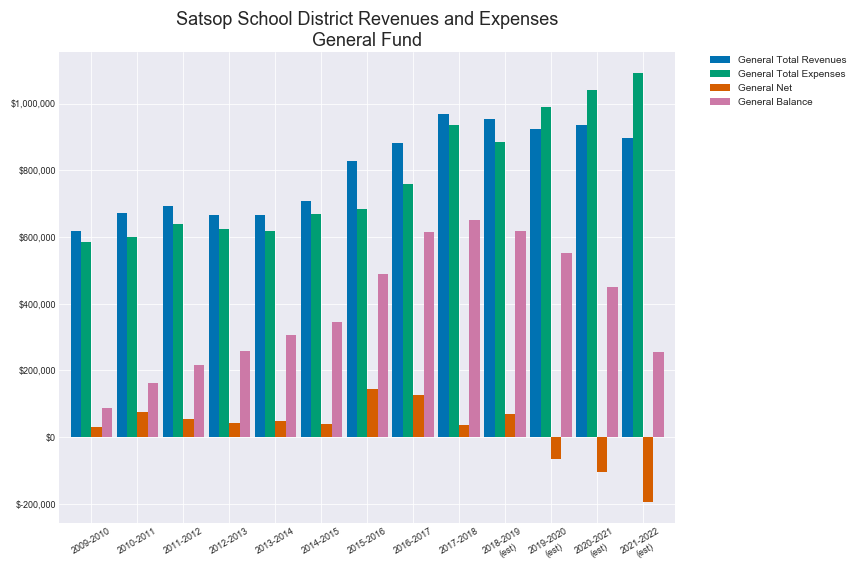 Satsop School District Revenues and Expenses
General Fund
General Total Revenues
General Total Expenses
General Net
General Balance
$1,000,000
$800,000
$600,000
$400,000
$200,000
$0
$-200,000
2009-2010
2010-2011
2011-2012
2012-2013
2013-2014
2014-2015
2015-2016
2016-2017
2017-2018
2018-2019
(est)
2019-2020
(est)
2020-2021
(est)
2021-2022
(est)